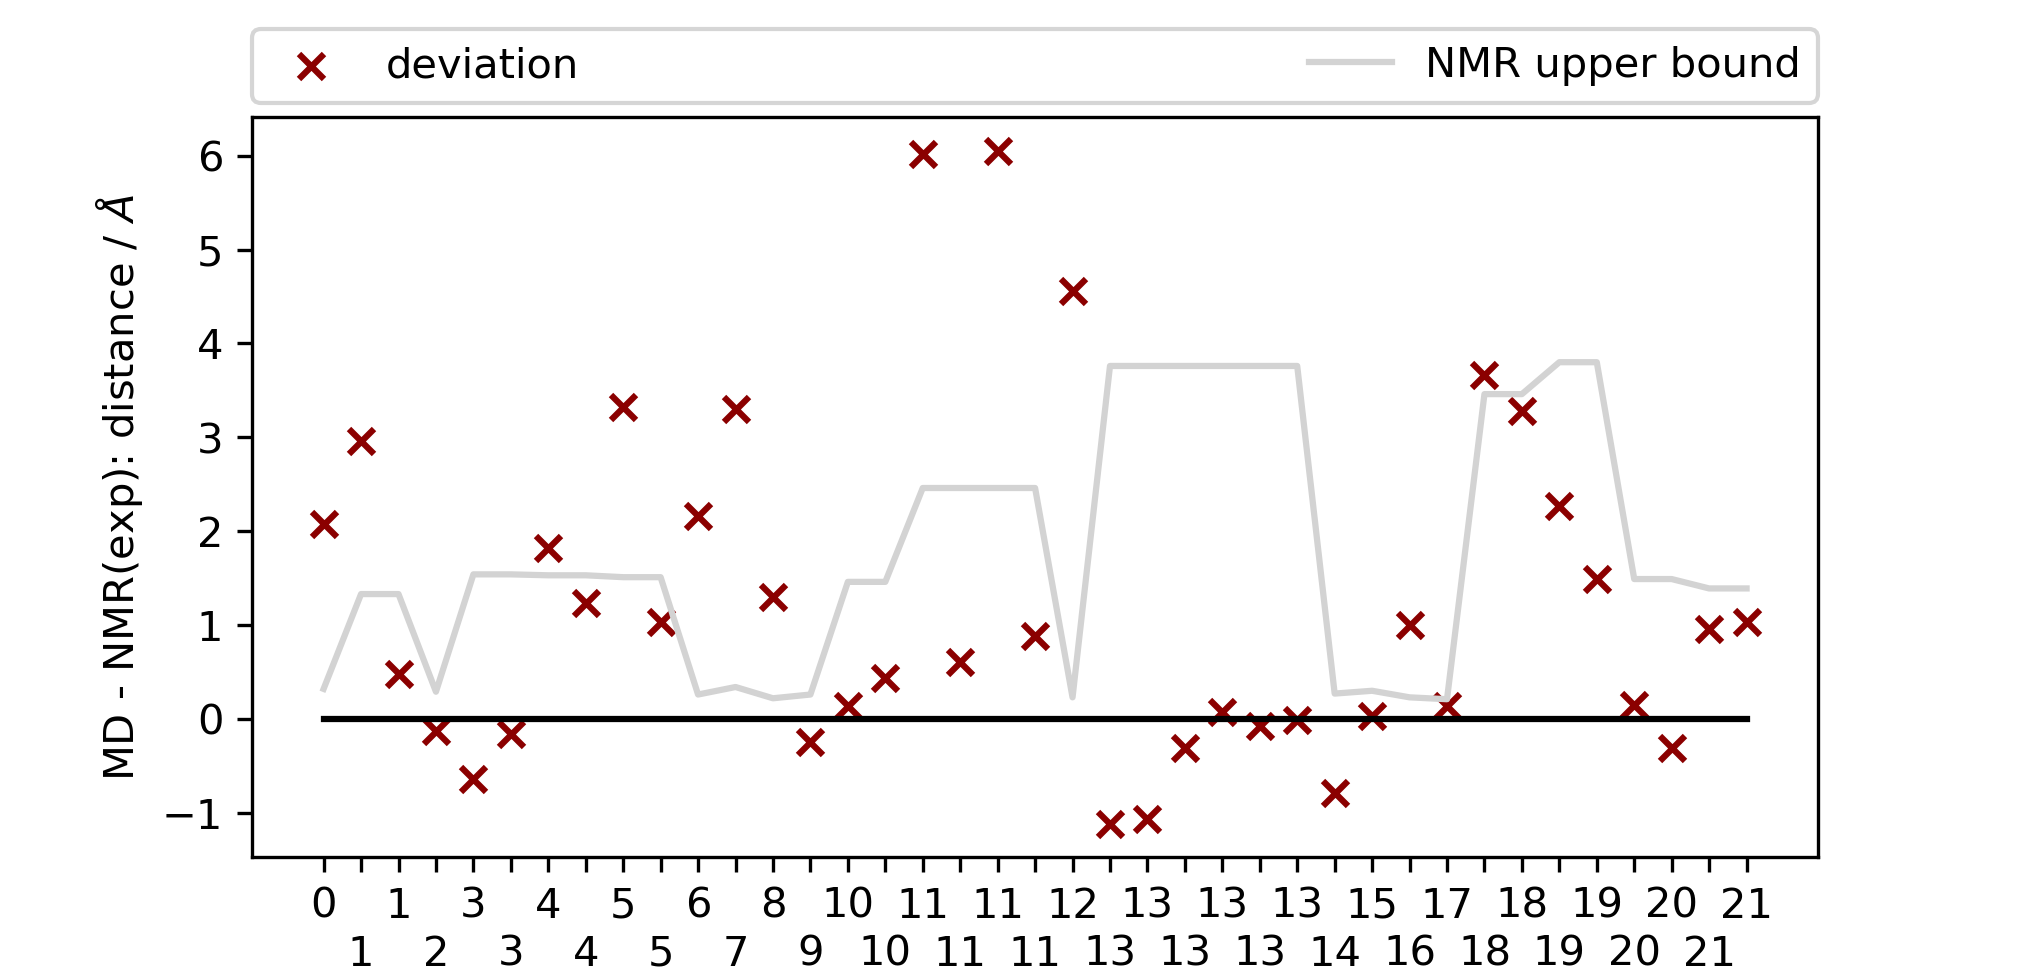 deviation NMR upper bound
MD - NMR(exp): distance / Å
6
5
4
3
2
1
0
−1
0 1 3 4 5 6 8 10 11 11 12 13 13 13 15 17 18 19 20 21
1 2 3 4 5 7 9 10 11 11 13 13 13 14 16 18 19 20 21